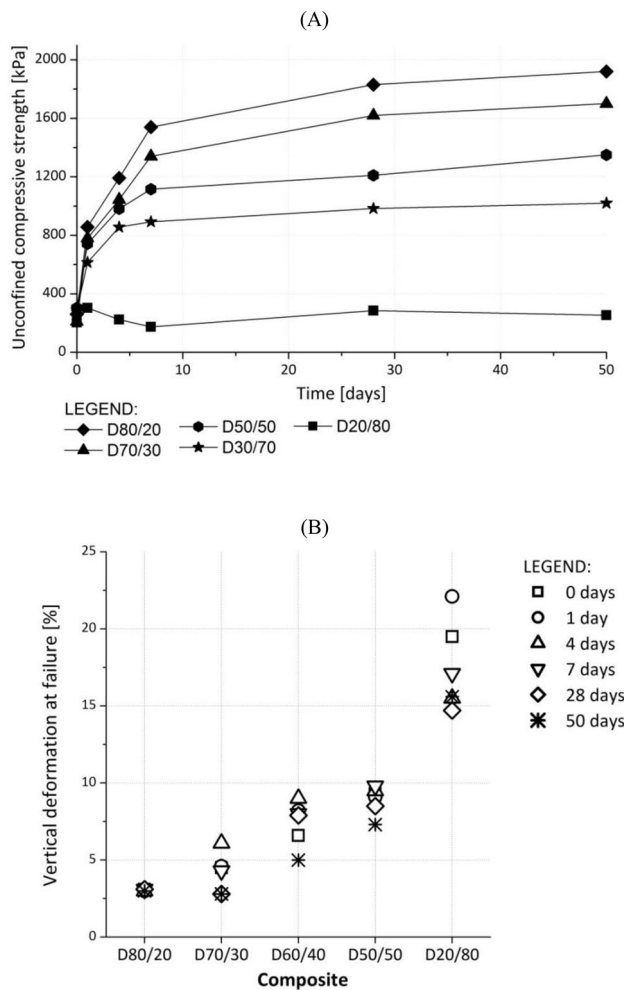 (A)
Unconfined compressive strength [kPa]
2000
1600
1200
800
400
0
0 10 20 30 40 50
Time [days]
LEGEND:
D80/20 D50/50 D20/80
D70/30 D30/70
(B)
Vertical deformation at failure [%]
25
20
15
10
5
0
D80/20 D70/30 D60/40 D50/50 D20/80
Composite
LEGEND:
0 days
1 day
4 days
7 days
28 days
50 days